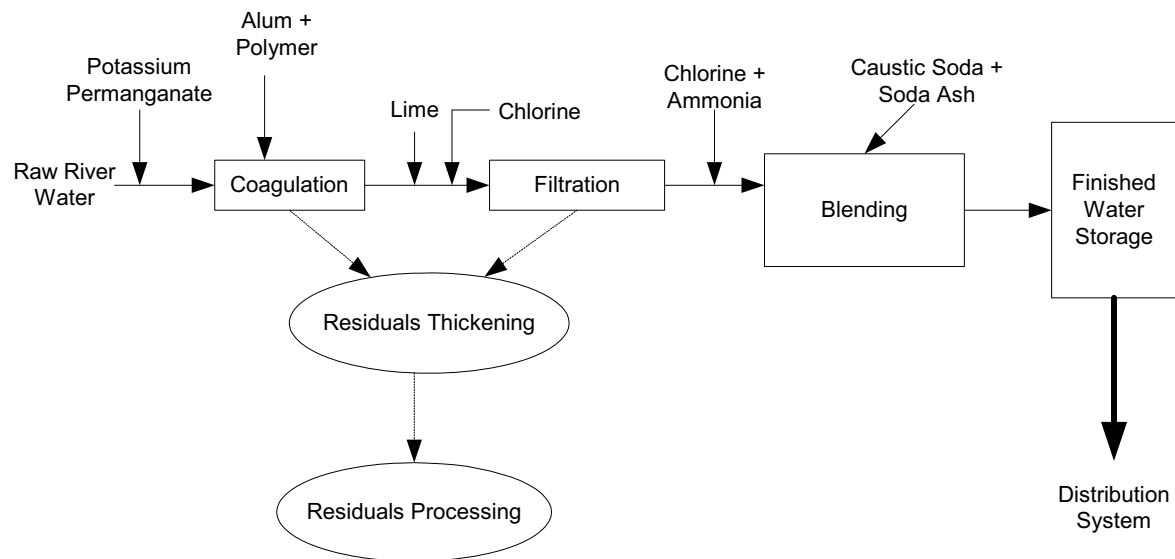 Alum +
Polymer
Potassium
Permanganate
Chlorine +
Ammonia
Caustic Soda +
Soda Ash
Lime
Chlorine
Raw River
Water
Coagulation
Filtration
Blending
Finished
Water
Storage
Residuals Thickening
Residuals Processing
Distribution
System